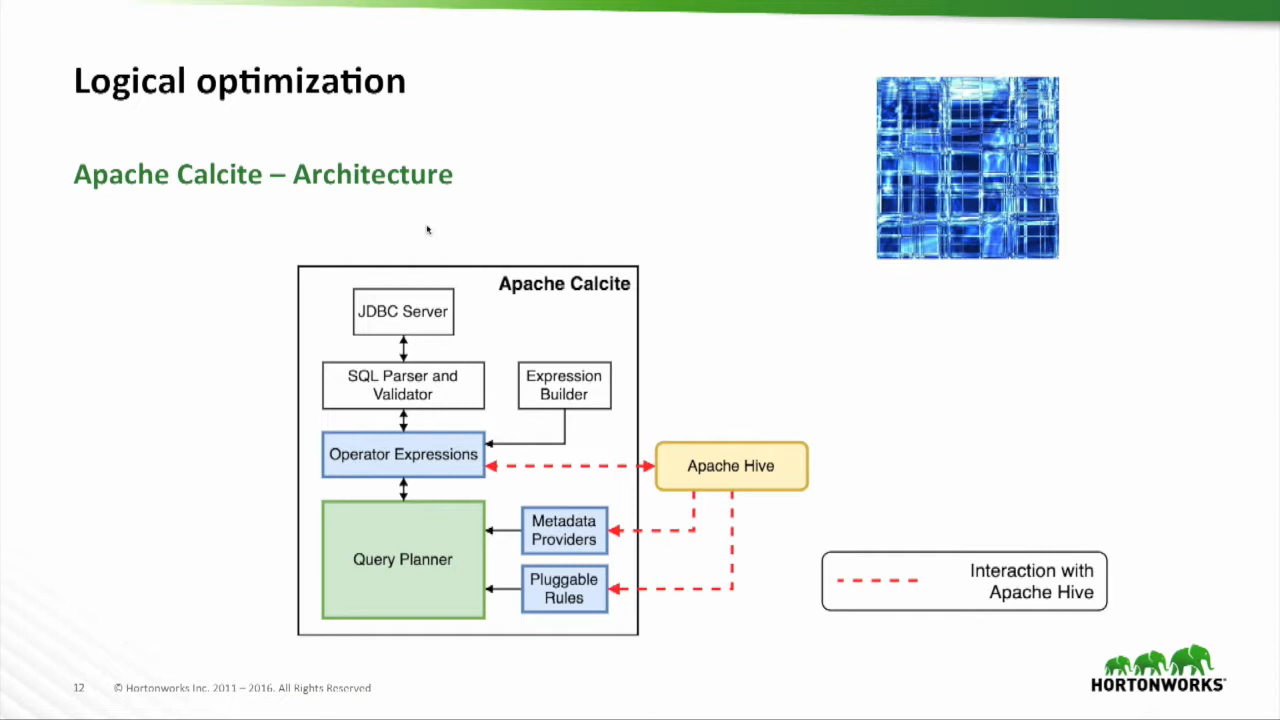 Logical optimization
Apache Calcite – Architecture
Apache Calcite
JDBC Server
SQL Parser and
Validator
Expression
Builder
Operator Expressions
Apache Hive
Metadata
Providers
Query Planner
Pluggable
Rules
Interaction with
Apache Hive
12 © Hortonworks Inc. 2011 – 2016. All Rights Reserved
HORTONWORKS